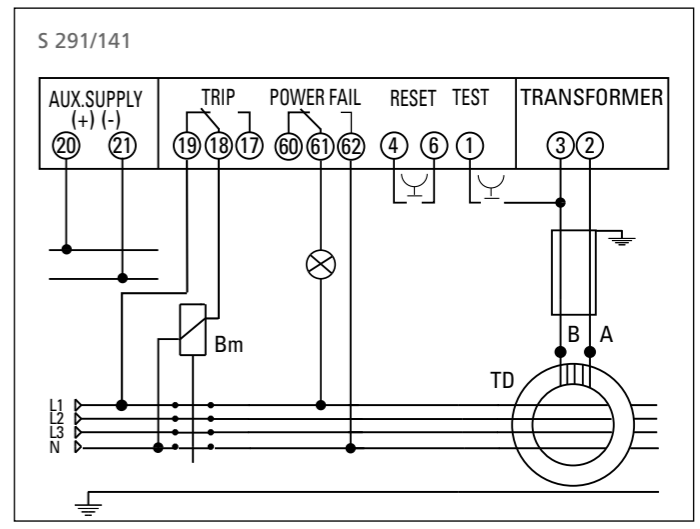 S 291/141
AUX.SUPPLY TRIP POWER FAIL RESET TEST TRANSFORMER
(+) (-)
20 21 19 18 17 60 61 62 4 6 1 3 2
Bm
B A
TD
L1
L2
L3
N